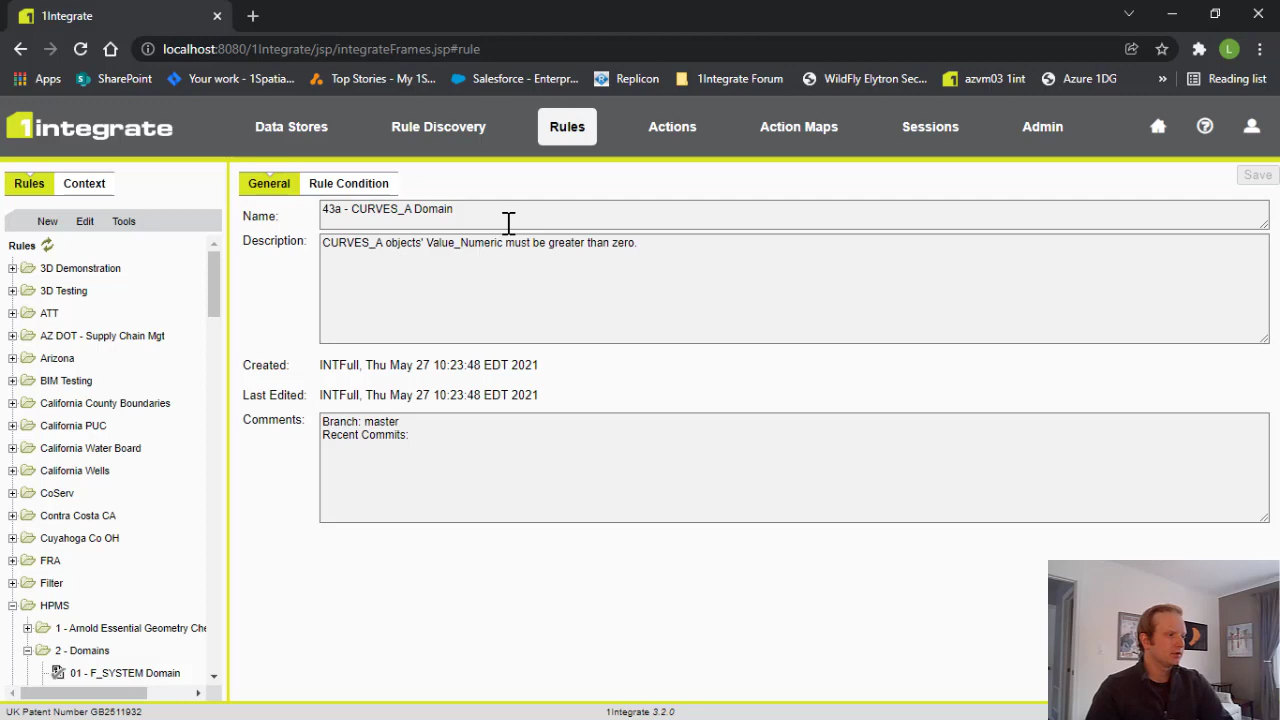 1Integrate
localhost:8080/1Integrate/jsp/integrateFrames.jsp#rule
Apps
SharePoint
Your work - 1Spatia...
Top Stories - My 1S...
Salesforce - Enterpr...
Replicon
1Integrate Forum
WildFly Elytron Sec...
azvm03 1int
Azure 1DG
»
Reading list
L
1integrate
Data Stores
Rule Discovery
Rules
Actions
Action Maps
Sessions
Admin
Rules
Context
General
Rule Condition
Save
New
Edit
Tools
Rules
3D Demonstration
3D Testing
ATT
AZ DOT - Supply Chain Mgt
Arizona
BIM Testing
California County Boundaries
California PUC
California Water Board
California Wells
CoServ
Contra Costa CA
Cuyahoga Co OH
FRA
Filter
HPMS
1 - Arnold Essential Geometry Che
2 - Domains
01 - F_SYSTEM Domain
Name: 43a - CURVES_A Domain
Description: CURVES_A objects' Value_Numeric must be greater than zero.
Created: INTFull, Thu May 27 10:23:48 EDT 2021
Last Edited: INTFull, Thu May 27 10:23:48 EDT 2021
Comments: Branch: master
Recent Commits:
UK Patent Number GB2511932
1Integrate 3.2.0